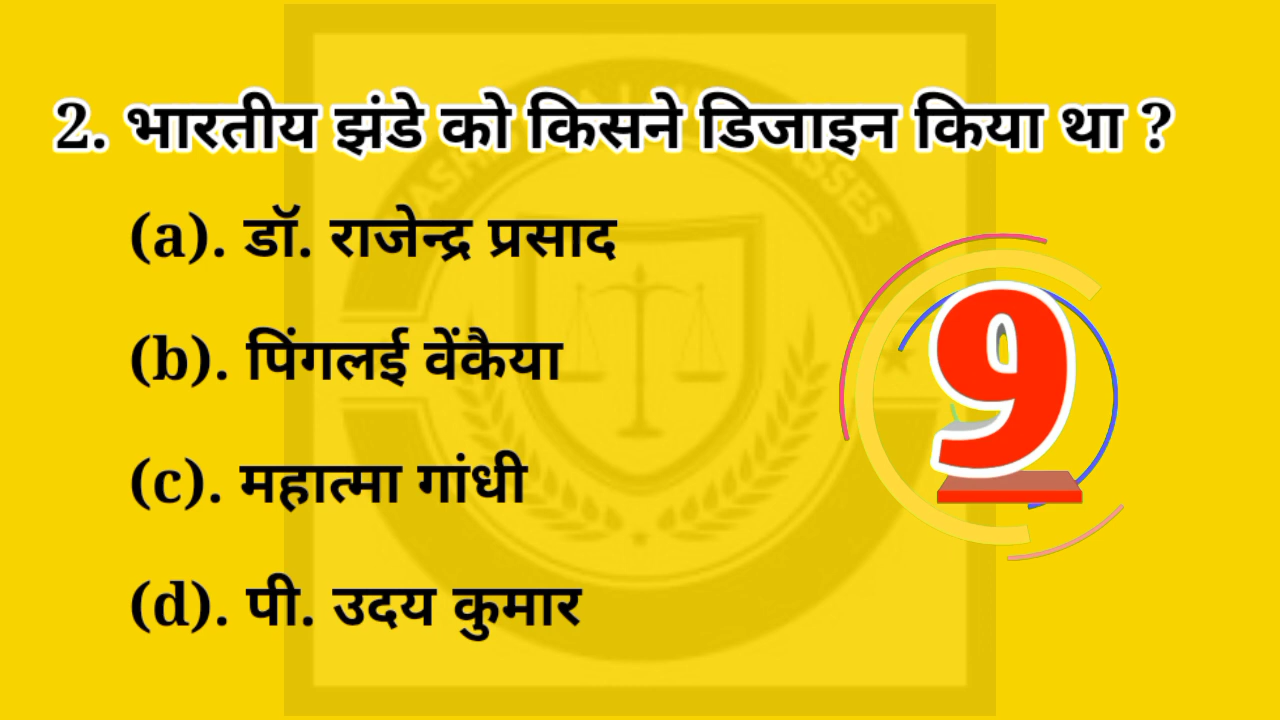 2. भारतीय झंडे को किसने डिजाइन किया था ?
(a). डॉ. राजेन्द्र प्रसाद
(b). पिंगलई वेंकैया
(c). महात्मा गांधी
(d). पी. उदय कुमार
9